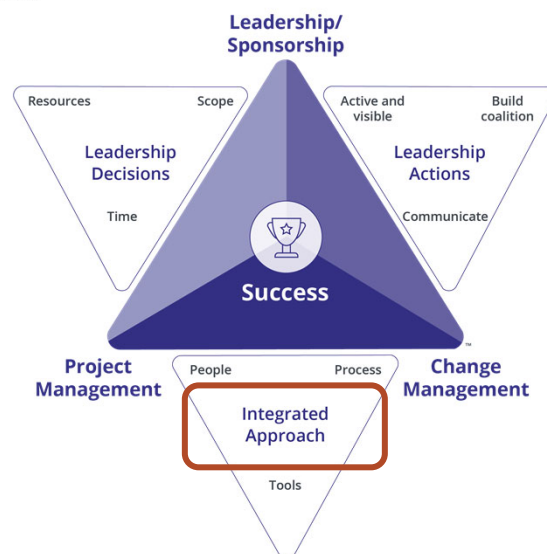 Leadership/
Sponsorship
Resources
Scope
Leadership
Decisions
Time
Active and
visible
Build
coalition
Leadership
Actions
Communicate
Success
™
Project
Management
Change
Management
People
Process
Integrated
Approach
Tools